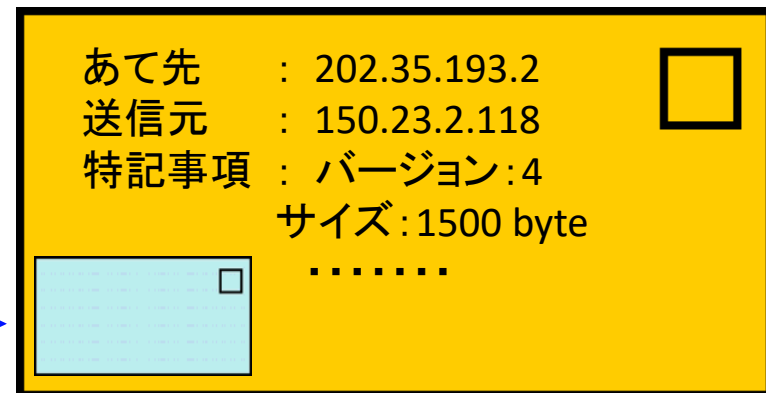 あて先 : 202.35.193.2
送信元 : 150.23.2.118
特記事項 : バージョン:4
サイズ:1500 byte
・・・・・・・